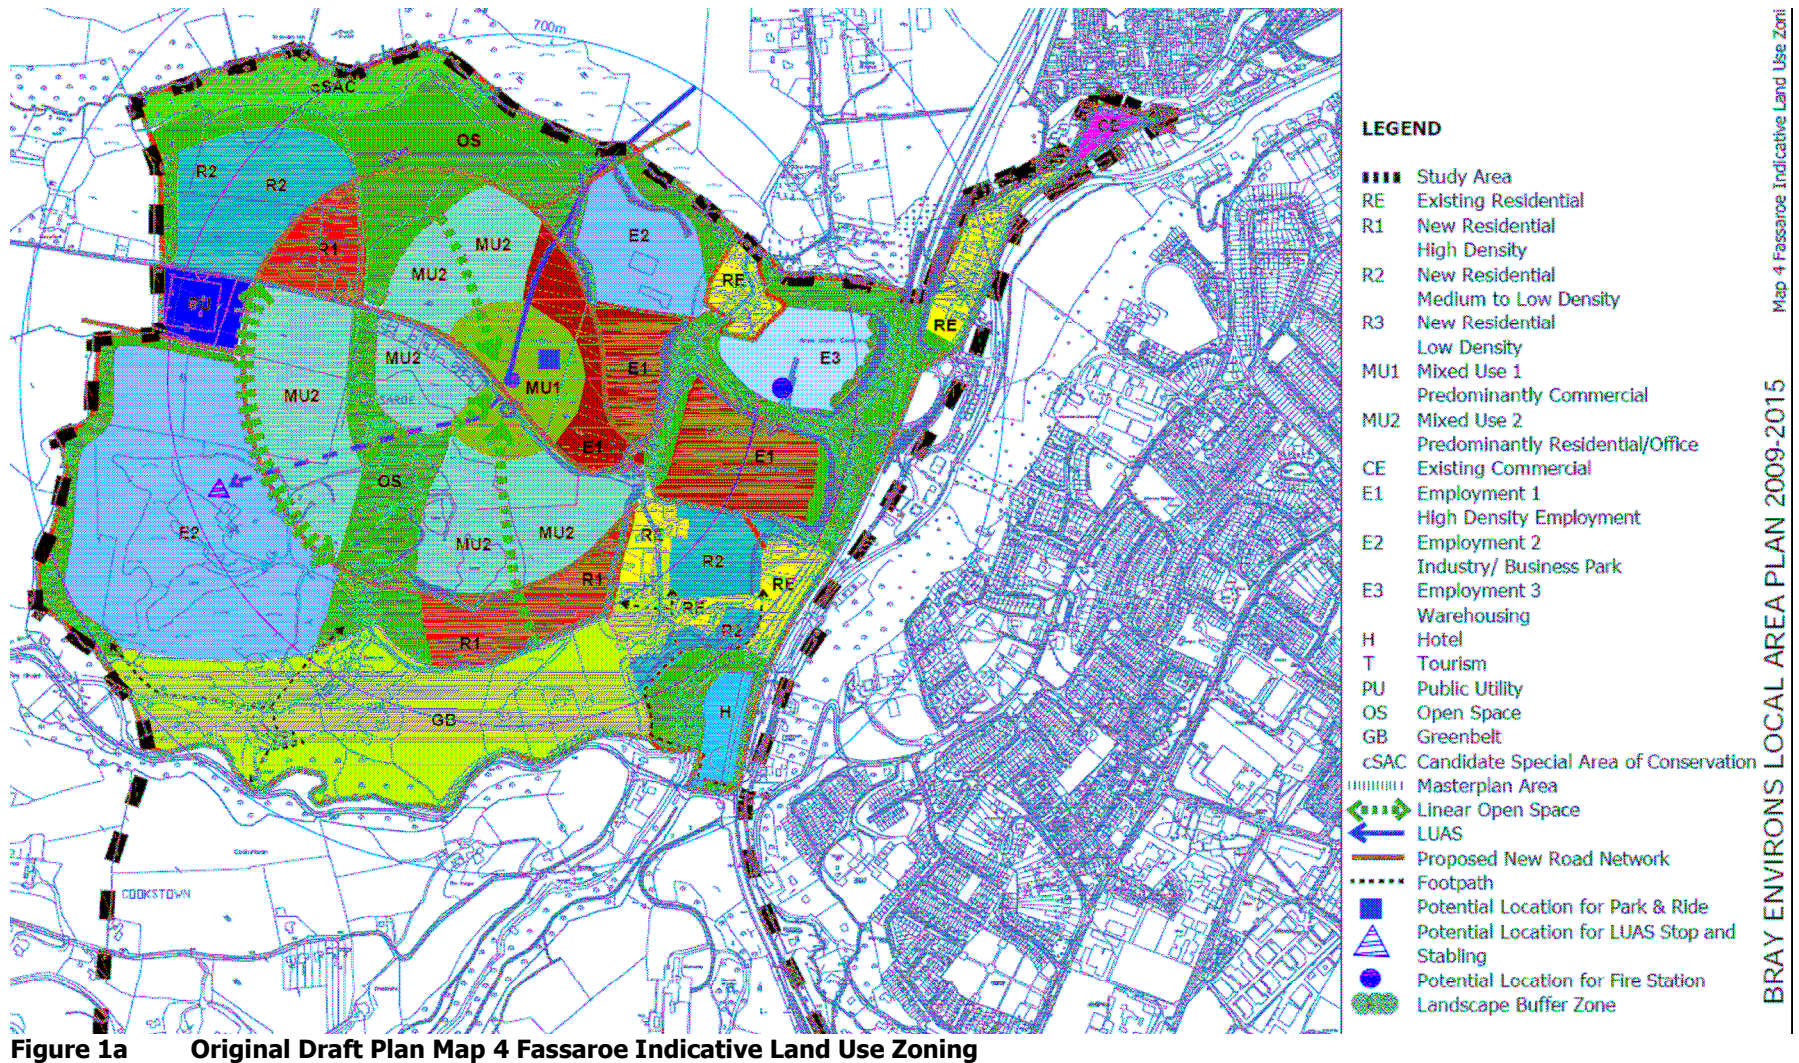 700m
cSAC
OS
R2
R2
E2
MU2
R1
MU2
RE
CE
RE
MU2
E3
E1
MU1
MU2
E1
E1
OS
E2
MU2
MU2
RE
R2
RE
R1
RE
R2
R1
H
GB
COOKSTOWN
LEGEND
Study Area
RE Existing Residential
R1 New Residential
High Density
R2 New Residential
Medium to Low Density
R3 New Residential
Low Density
MU1 Mixed Use 1
Predominantly Commercial
MU2 Mixed Use 2
Predominantly Residential/Office
CE Existing Commercial
E1 Employment 1
High Density Employment
E2 Employment 2
Industry/ Business Park
E3 Employment 3
Warehousing
H Hotel
T Tourism
PU Public Utility
OS Open Space
GB Greenbelt
cSAC Candidate Special Area of Conservation
Masterplan Area
Linear Open Space
LUAS
Proposed New Road Network
Footpath
Potential Location for Park & Ride
Potential Location for LUAS Stop and
Stabling
Potential Location for Fire Station
Landscape Buffer Zone
Map 4 Fassaroe Indicative Land Use Zoni
BRAY ENVIRONS LOCAL AREA PLAN 2009-2015
Figure 1a Original Draft Plan Map 4 Fassaroe Indicative Land Use Zoning